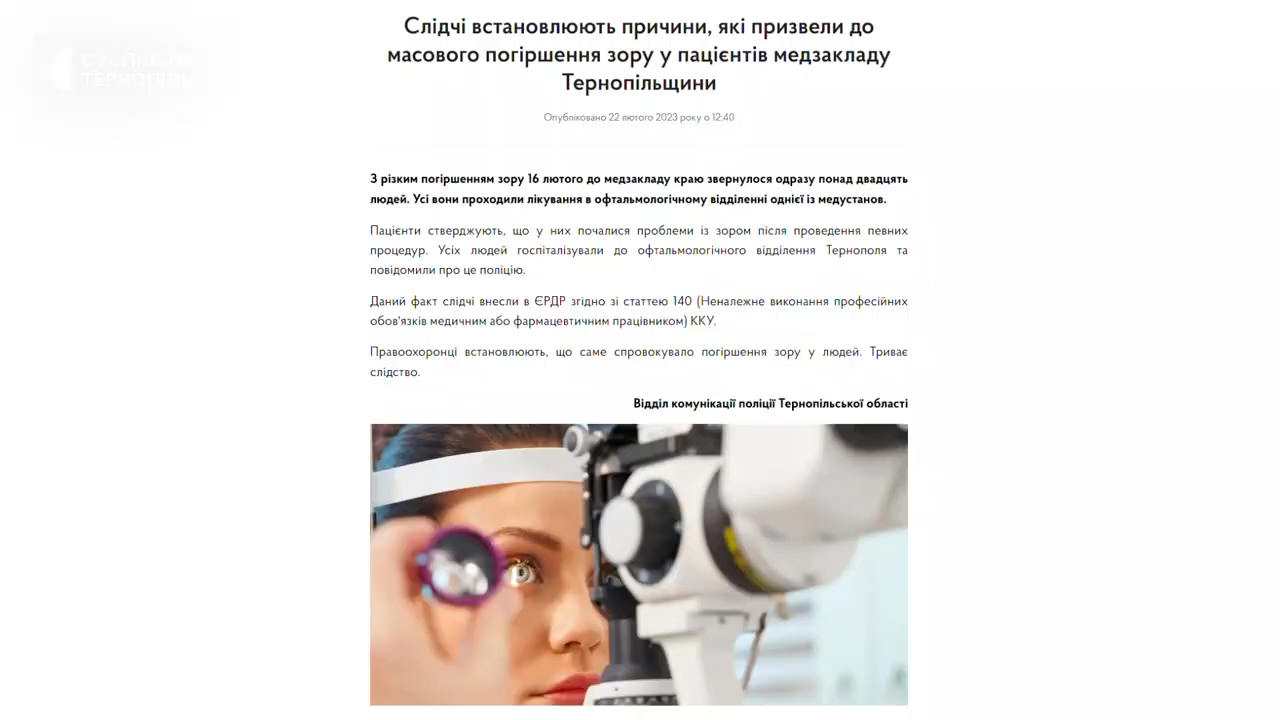 СУСПІЛЬНЕ
ТЕРНОПІЛЬ
Слідчі встановлюють причини, які призвели до
масового погіршення зору у пацієнтів медзакладу
Тернопільщини
Опубліковано 22 лютого 2023 року о 12:40
З різким погіршенням зору 16 лютого до медзакладу краю звернулося одразу понад двадцять
людей. Усі вони проходили лікування в офтальмологічному відділенні однієї із медустанов.
Пацієнти стверджують, що у них почалися проблеми із зором після проведення певних
процедур. Усіх людей госпіталізували до офтальмологічного відділення Тернополя та
повідомили про це поліцію.
Даний факт слідчі внесли в ЄРДР згідно зі статтею 140 (Неналежне виконання професійних
обов'язків медичним або фармацевтичним працівником) ККУ.
Правоохоронці встановлюють, що саме спровокувало погіршення зору у людей. Триває
слідство.
Відділ комунікації поліції Тернопільської області